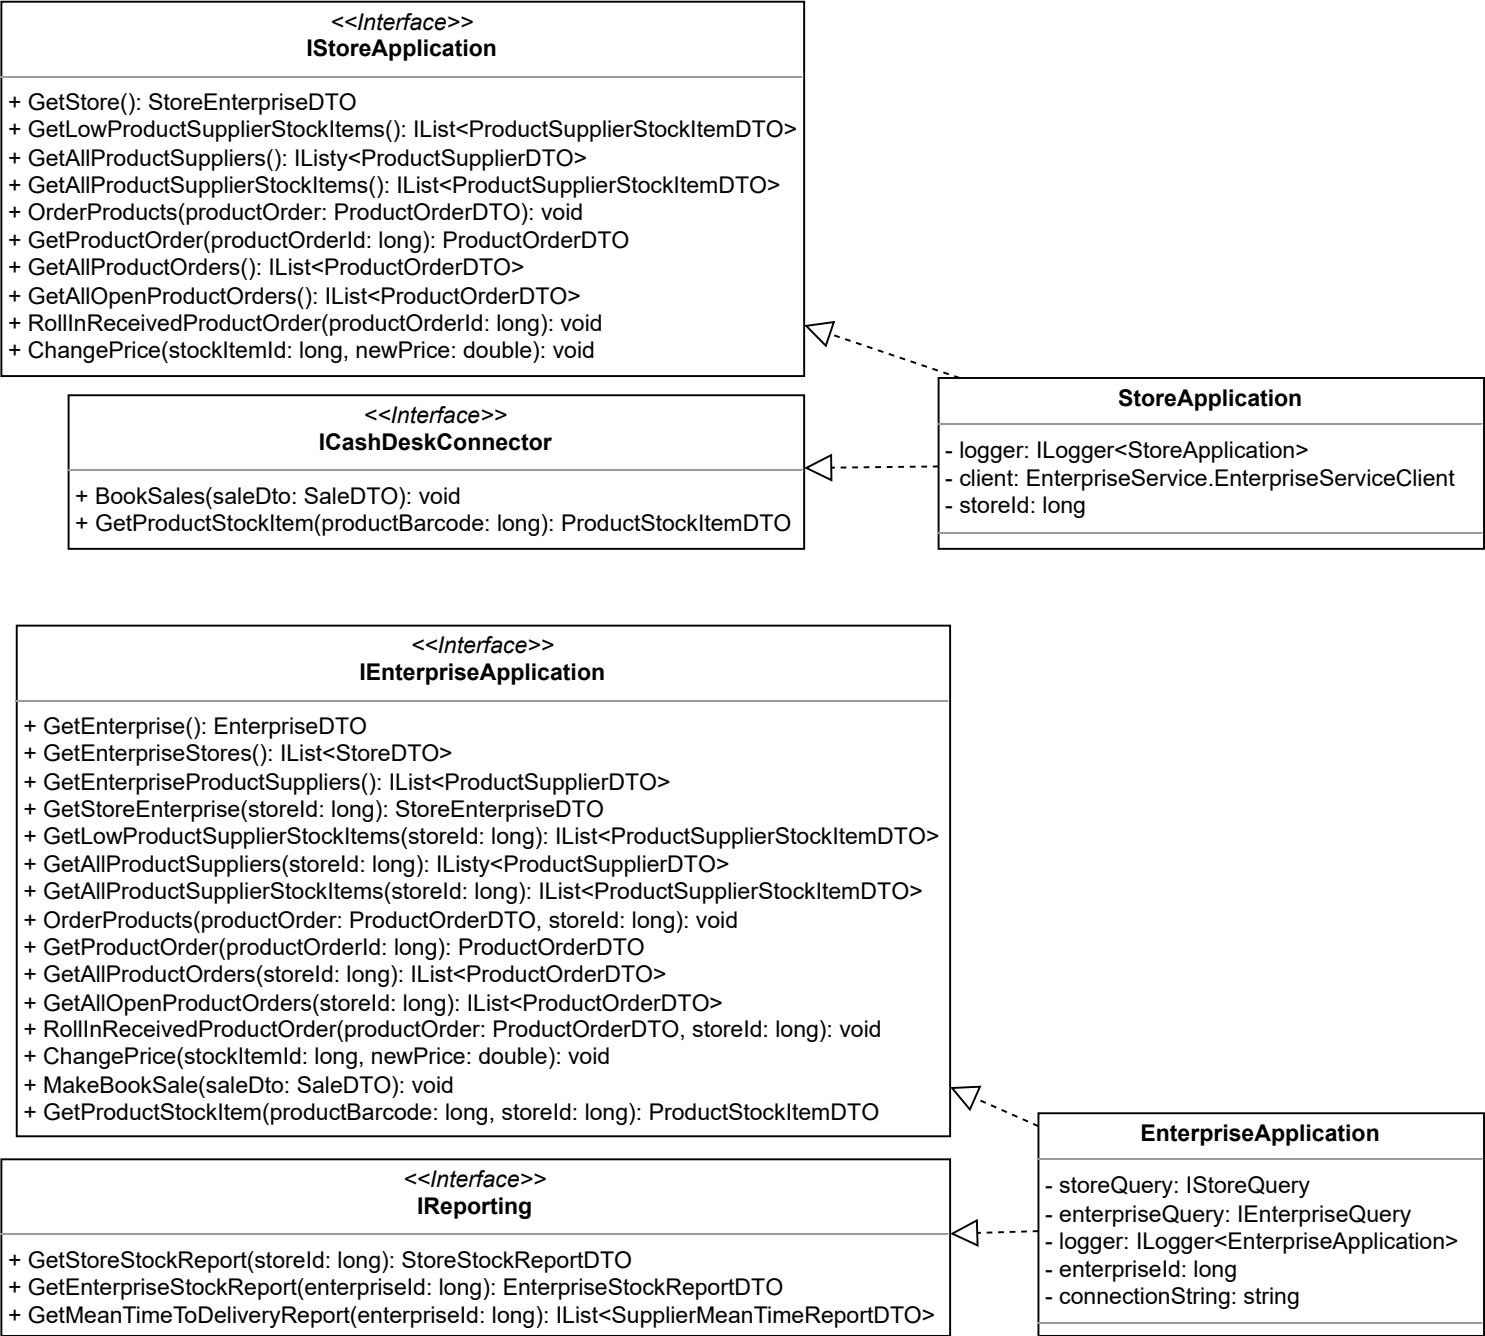 <<Interface>>
IStoreApplication
+ GetStore(): StoreEnterpriseDTO
+ GetLowProductSupplierStockItems(): IList<ProductSupplierStockItemDTO>
+ GetAllProductSuppliers(): IListy<ProductSupplierDTO>
+ GetAllProductSupplierStockItems(): IList<ProductSupplierStockItemDTO>
+ OrderProducts(productOrder: ProductOrderDTO): void
+ GetProductOrder(productOrderId: long): ProductOrderDTO
+ GetAllProductOrders(): IList<ProductOrderDTO>
+ GetAllOpenProductOrders(): IList<ProductOrderDTO>
+ RollInReceivedProductOrder(productOrderId: long): void
+ ChangePrice(stockItemId: long, newPrice: double): void
<<Interface>>
ICashDeskConnector
+ BookSales(saleDto: SaleDTO): void
+ GetProductStockItem(productBarcode: long): ProductStockItemDTO
StoreApplication
- logger: ILogger<StoreApplication>
- client: EnterpriseService.EnterpriseServiceClient
- storeId: long
<<Interface>>
IEnterpriseApplication
+ GetEnterprise(): EnterpriseDTO
+ GetEnterpriseStores(): IList<StoreDTO>
+ GetEnterpriseProductSuppliers(): IList<ProductSupplierDTO>
+ GetStoreEnterprise(storeId: long): StoreEnterpriseDTO
+ GetLowProductSupplierStockItems(storeId: long): IList<ProductSupplierStockItemDTO>
+ GetAllProductSuppliers(storeId: long): IListy<ProductSupplierDTO>
+ GetAllProductSupplierStockItems(storeId: long): IList<ProductSupplierStockItemDTO>
+ OrderProducts(productOrder: ProductOrderDTO, storeId: long): void
+ GetProductOrder(productOrderId: long): ProductOrderDTO
+ GetAllProductOrders(storeId: long): IList<ProductOrderDTO>
+ GetAllOpenProductOrders(storeId: long): IList<ProductOrderDTO>
+ RollInReceivedProductOrder(productOrder: ProductOrderDTO, storeId: long): void
+ ChangePrice(stockItemId: long, newPrice: double): void
+ MakeBookSale(saleDto: SaleDTO): void
+ GetProductStockItem(productBarcode: long, storeId: long): ProductStockItemDTO
<<Interface>>
IReporting
+ GetStoreStockReport(storeId: long): StoreStockReportDTO
+ GetEnterpriseStockReport(enterpriseId: long): EnterpriseStockReportDTO
+ GetMeanTimeToDeliveryReport(enterpriseId: long): IList<SupplierMeanTimeReportDTO>
EnterpriseApplication
- storeQuery: IStoreQuery
- enterpriseQuery: IEnterpriseQuery
- logger: ILogger<EnterpriseApplication>
- enterpriseId: long
- connectionString: string